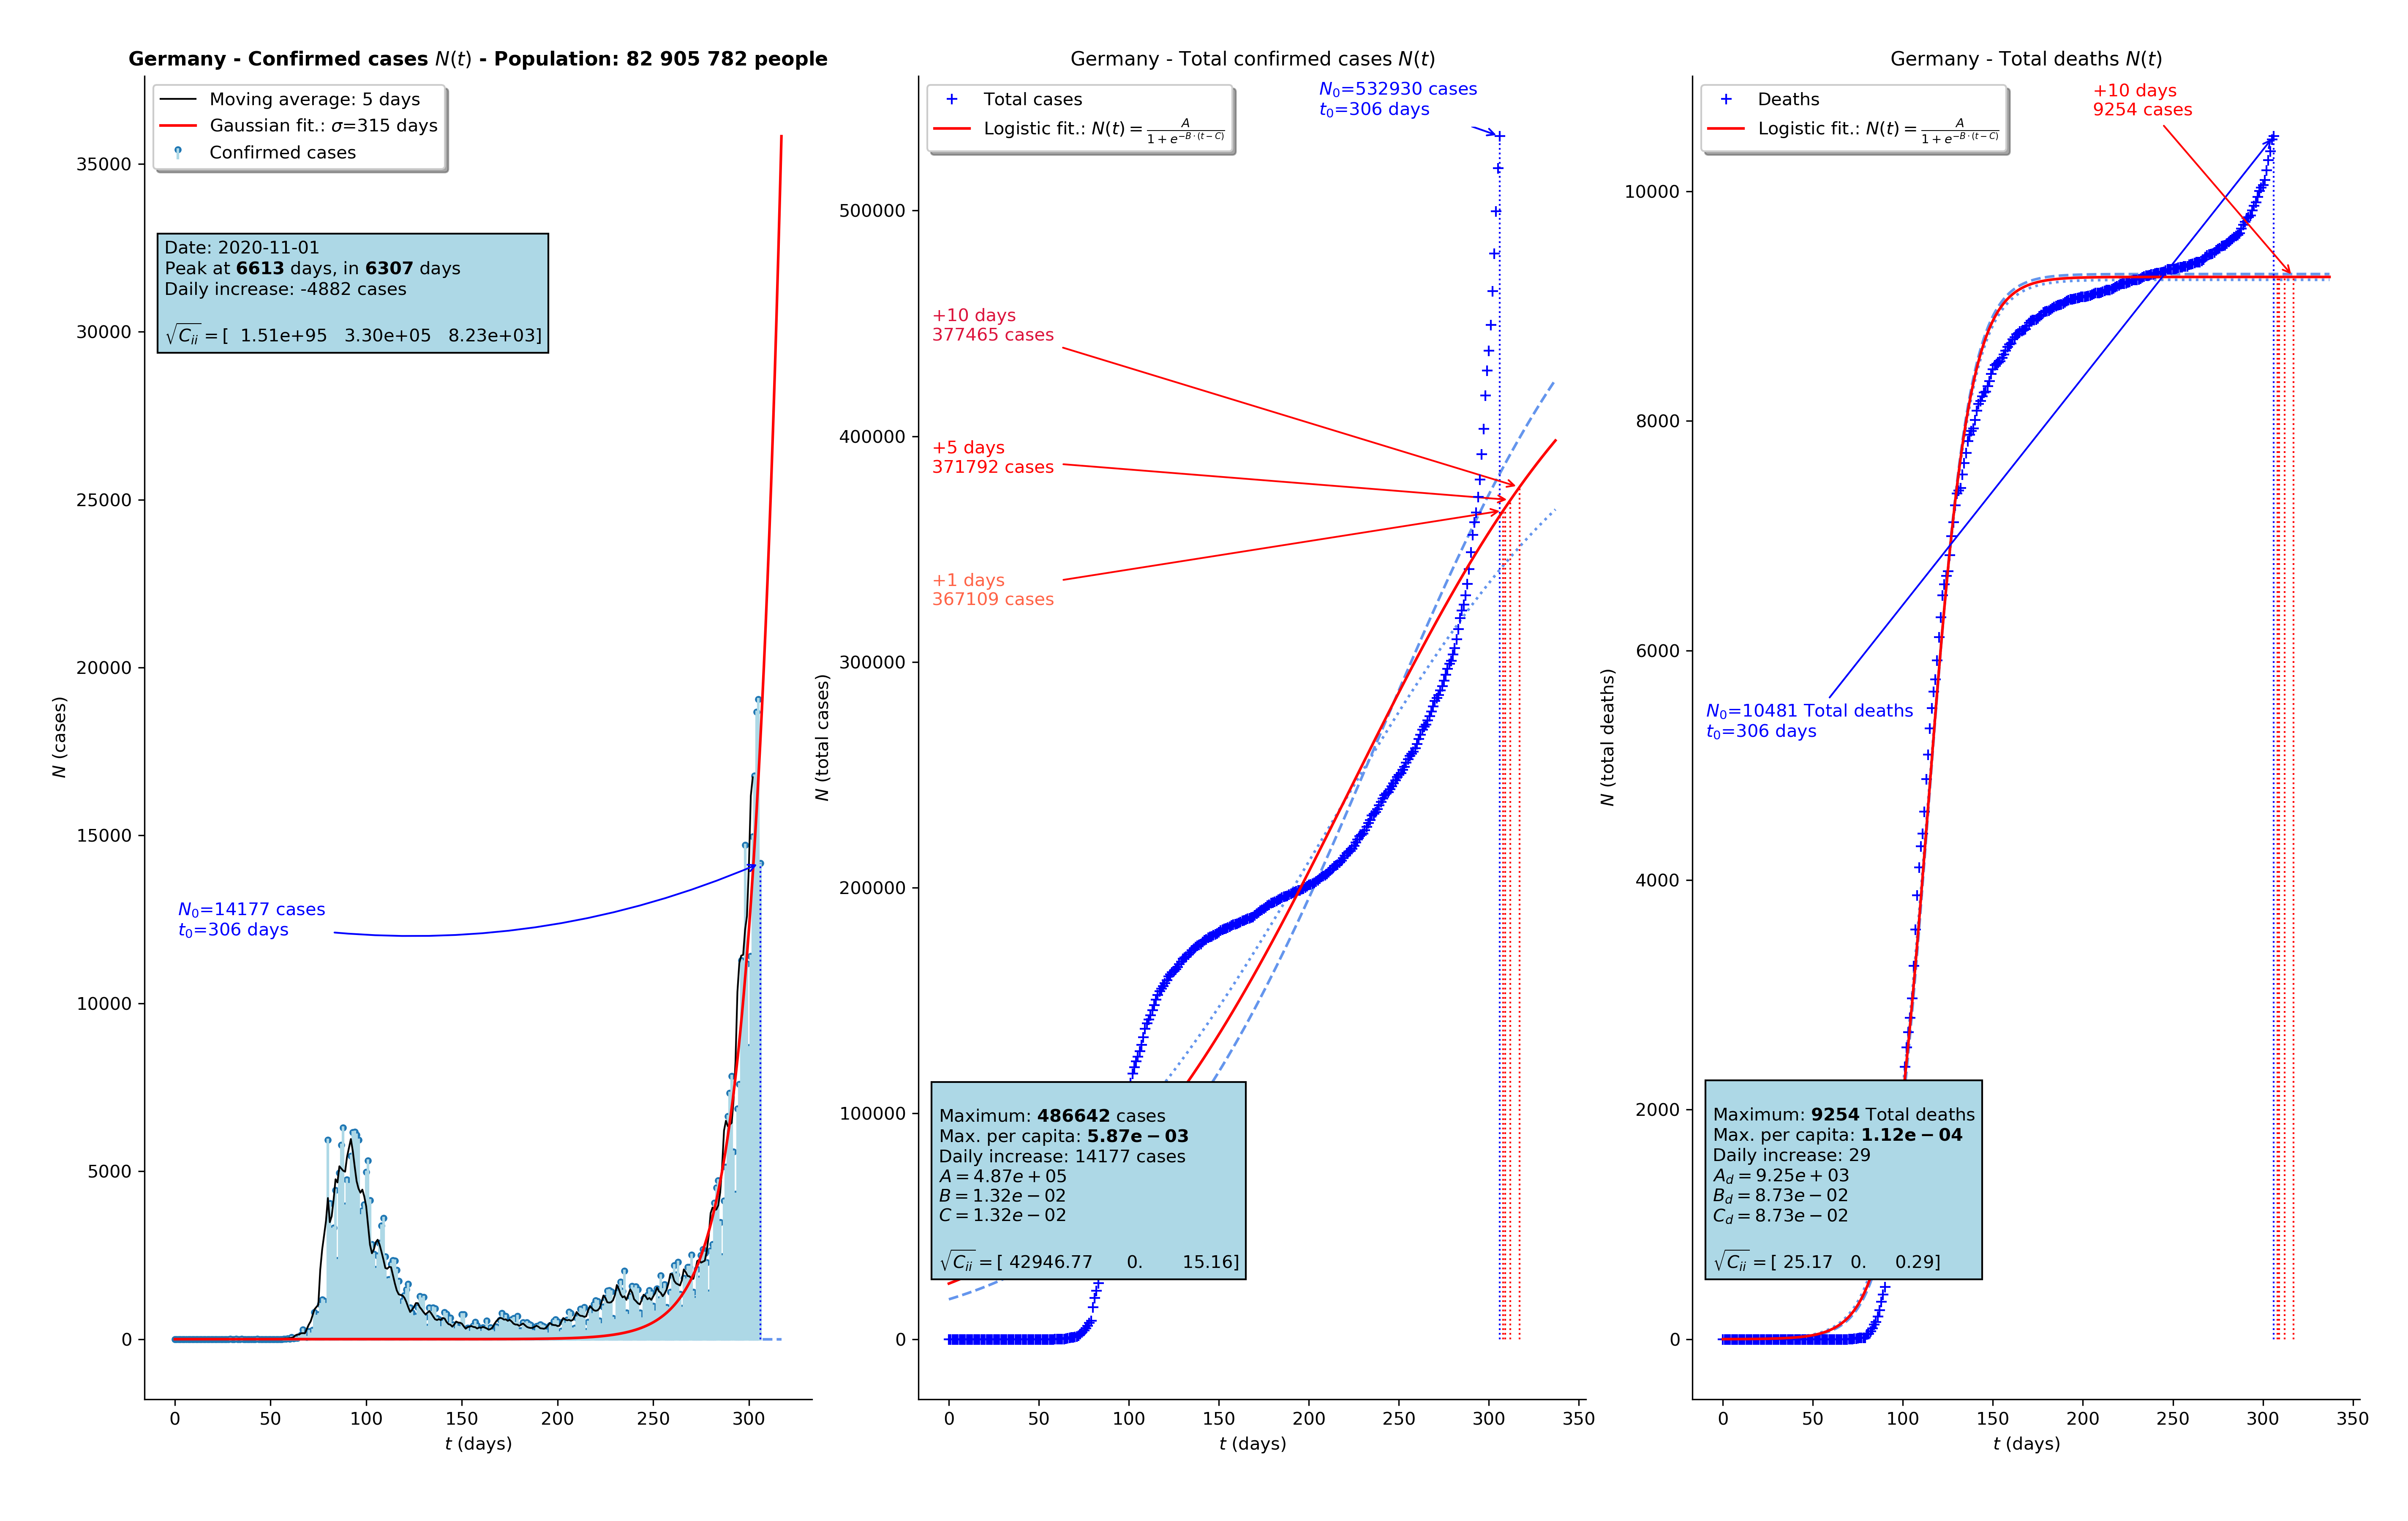 Germany - Confirmed cases N(t) - Population: 82 905 782 people
Moving average: 5 days
Gaussian fit.: σ=315 days
Confirmed cases
Date: 2020-11-01
Peak at 6613 days, in 6307 days
Daily increase: -4882 cases
√C_ii = [ 1.51e+95 3.30e+05 8.23e+03]
N₀=14177 cases
t₀=306 days
35000
30000
25000
20000
15000
10000
5000
0
N (cases)
0 50 100 150 200 250 300
t (days)
Germany - Total confirmed cases N(t)
Total cases
Logistic fit.: N(t) = A / (1 + e^(−B·(t−C)))
N₀=532930 cases
t₀=306 days
+10 days
377465 cases
+5 days
371792 cases
+1 days
367109 cases
Maximum: 486642 cases
Max. per capita: 5.87e − 03
Daily increase: 14177 cases
A = 4.87e + 05
B = 1.32e − 02
C = 1.32e − 02
√C_ii = [ 42946.77 0. 15.16]
500000
400000
300000
200000
100000
0
N (total cases)
0 50 100 150 200 250 300 350
t (days)
Germany - Total deaths N(t)
Deaths
Logistic fit.: N(t) = A / (1 + e^(−B·(t−C)))
+10 days
9254 cases
N₀=10481 Total deaths
t₀=306 days
Maximum: 9254 Total deaths
Max. per capita: 1.12e − 04
Daily increase: 29
A_d = 9.25e + 03
B_d = 8.73e − 02
C_d = 8.73e − 02
√C_ii = [ 25.17 0. 0.29]
10000
8000
6000
4000
2000
0
N (total deaths)
0 50 100 150 200 250 300 350
t (days)